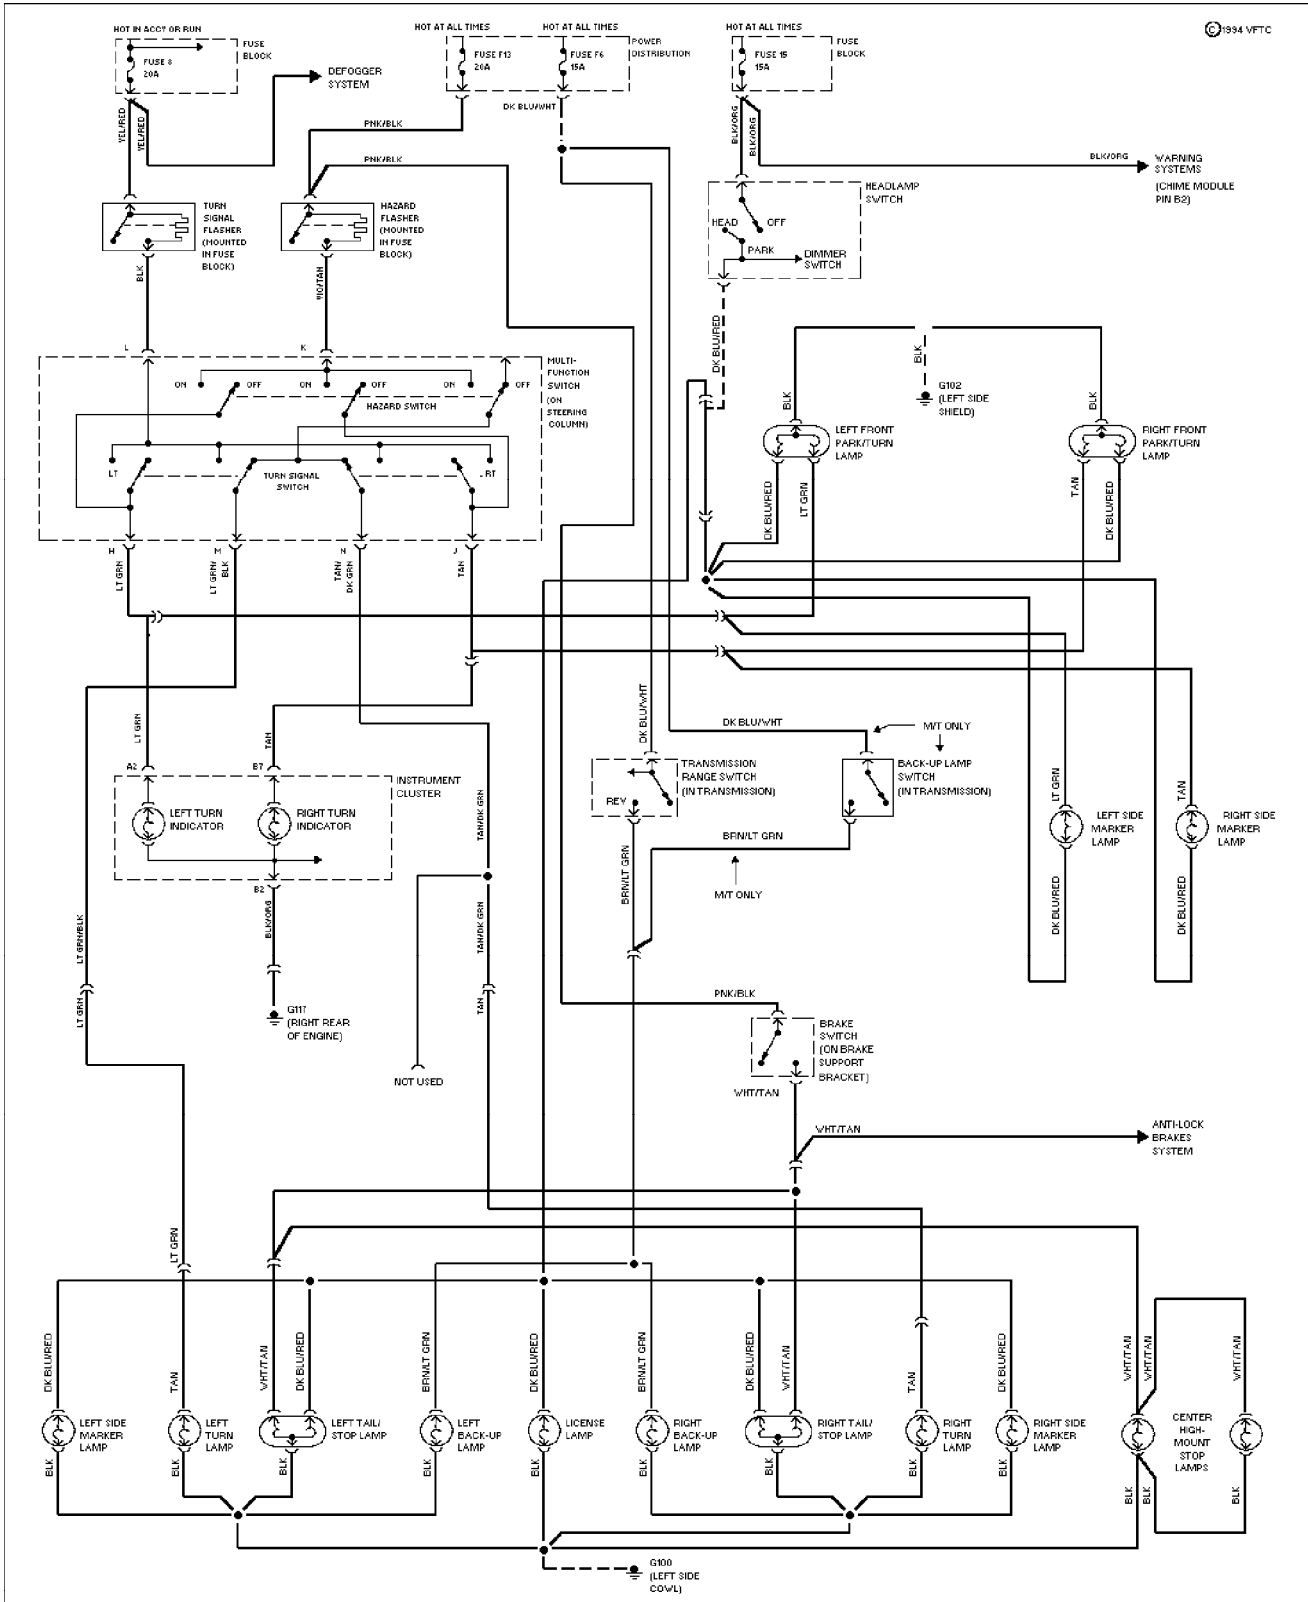 HOT IN ACCY OR RUN
FUSE
BLOCK
FUSE 8
20A
DEFOGGER
SYSTEM
YEL/RED
YEL/RED
HOT AT ALL TIMES
HOT AT ALL TIMES
POWER
DISTRIBUTION
FUSE F13
20A
FUSE F6
15A
DK BLU/WHT
PNK/BLK
PNK/BLK
HOT AT ALL TIMES
FUSE
BLOCK
FUSE 15
15A
©1994 VFTC
BLK/ORG
BLK/ORG
BLK/ORG
WARNING
SYSTEMS
(CHIME MODULE
PIN B2)
TURN
SIGNAL
FLASHER
(MOUNTED
IN FUSE
BLOCK)
HAZARD
FLASHER
(MOUNTED
IN FUSE
BLOCK)
HEADLAMP
SWITCH
HEAD
OFF
PARK
DIMMER
SWITCH
BLK
VIO/TAN
DK BLU/RED
L
K
MULTI-
FUNCTION
SWITCH
(ON
STEERING
COLUMN)
ON
OFF
ON
OFF
ON
OFF
HAZARD SWITCH
LT
TURN SIGNAL
SWITCH
RT
H
M
N
J
LT GRN
LT GRN/
BLK
TAN/
DK GRN
TAN
BLK
G102
(LEFT SIDE
SHIELD)
BLK
BLK
LEFT FRONT
PARK/TURN
LAMP
RIGHT FRONT
PARK/TURN
LAMP
DK BLU/RED
LT GRN
TAN
DK BLU/RED
LT GRN
TAN
A2
B7
INSTRUMENT
CLUSTER
LEFT TURN
INDICATOR
RIGHT TURN
INDICATOR
B2
BLK/ORG
G117
(RIGHT REAR
OF ENGINE)
TAN/DK GRN
TAN/DK GRN
TAN
NOT USED
LT GRN/BLK
LT GRN
DK BLU/WHT
DK BLU/WHT
M/T ONLY
TRANSMISSION
RANGE SWITCH
(IN TRANSMISSION)
REV
BACK-UP LAMP
SWITCH
(IN TRANSMISSION)
BRN/LT GRN
BRN/LT GRN
M/T ONLY
LT GRN
TAN
LEFT SIDE
MARKER
LAMP
RIGHT SIDE
MARKER
LAMP
DK BLU/RED
DK BLU/RED
PNK/BLK
BRAKE
SWITCH
(ON BRAKE
SUPPORT
BRACKET)
WHT/TAN
WHT/TAN
ANTI-LOCK
BRAKES
SYSTEM
LT GRN
DK BLU/RED
TAN
WHT/TAN
DK BLU/RED
BRN/LT GRN
DK BLU/RED
BRN/LT GRN
DK BLU/RED
WHT/TAN
TAN
DK BLU/RED
WHT/TAN
WHT/TAN
WHT/TAN
LEFT SIDE
MARKER
LAMP
LEFT
TURN
LAMP
LEFT TAIL/
STOP LAMP
LEFT
BACK-UP
LAMP
LICENSE
LAMP
RIGHT
BACK-UP
LAMP
RIGHT TAIL/
STOP LAMP
RIGHT
TURN
LAMP
RIGHT SIDE
MARKER
LAMP
CENTER
HIGH-
MOUNT
STOP
LAMPS
BLK
BLK
BLK
BLK
BLK
BLK
BLK
BLK
BLK
BLK
BLK
BLK
G100
(LEFT SIDE
COWL)